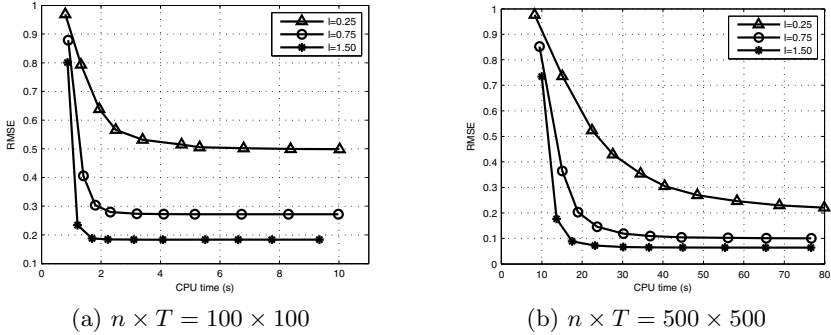 1
0.9
0.8
0.7
0.6
0.5
0.4
0.3
0.2
0.1
RMSE
0 2 4 6 8 10
CPU time (s)
l=0.25
l=0.75
l=1.50
(a) n × T = 100 × 100
1
0.9
0.8
0.7
0.6
0.5
0.4
0.3
0.2
0.1
0
RMSE
0 10 20 30 40 50 60 70 80
CPU time (s)
l=0.25
l=0.75
l=1.50
(b) n × T = 500 × 500